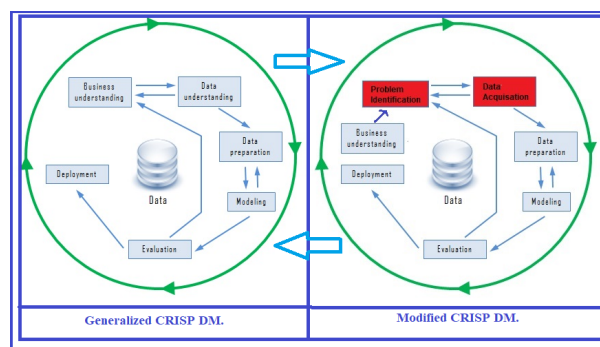 Business
understanding
Data
understanding
Data
preparation
Modeling
Evaluation
Deployment
Data
Generalized CRISP DM.
Problem
Identification
Data
Acquisation
Business
understanding
Data
preparation
Modeling
Evaluation
Deployment
Data
Modified CRISP DM.